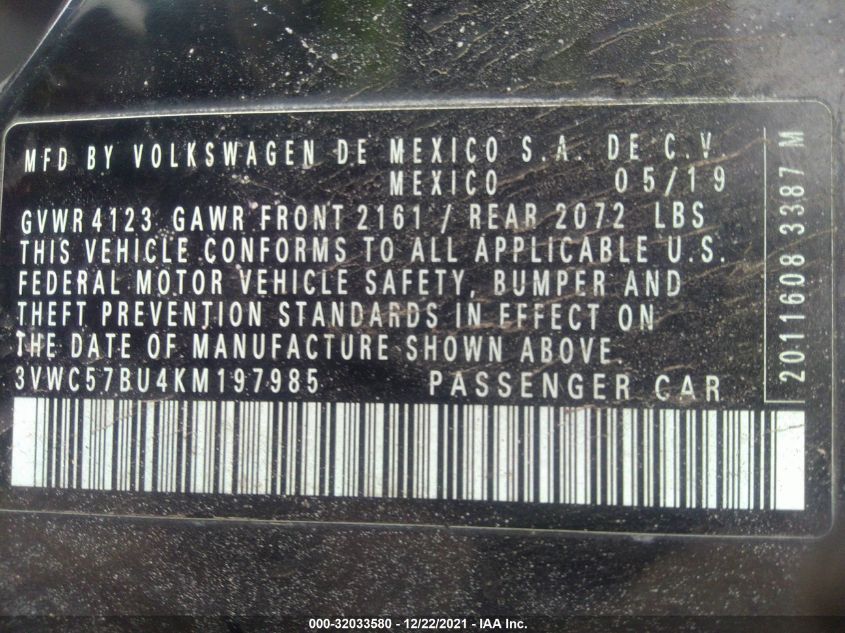 MFD BY VOLKSWAGEN DE MEXICO S.A. DE C.V
MEXICO 05/19
GVWR 4123 GAWR FRONT 2161 / REAR 2072 LBS
THIS VEHICLE CONFORMS TO ALL APPLICABLE U.S.
FEDERAL MOTOR VEHICLE SAFETY, BUMPER AND
THEFT PREVENTION STANDARDS IN EFFECT ON
THE DATE OF MANUFACTURE SHOWN ABOVE.
3VWC57BU4KM197985 PASSENGER CAR
2011608 3387 M
000-32033580 - 12/22/2021 - IAA Inc.